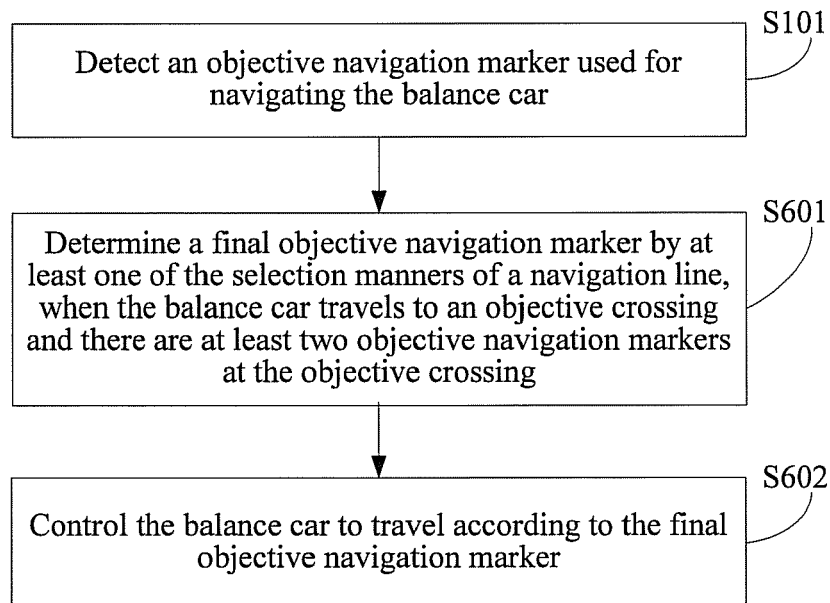 S101
Detect an objective navigation marker used for
navigating the balance car
S601
Determine a final objective navigation marker by at
least one of the selection manners of a navigation line,
when the balance car travels to an objective crossing
and there are at least two objective navigation markers
at the objective crossing
S602
Control the balance car to travel according to the final
objective navigation marker